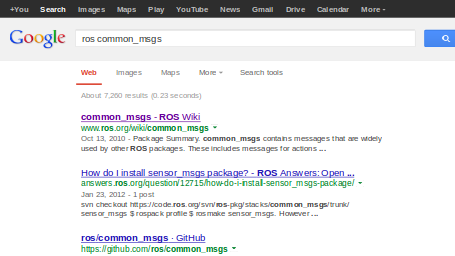 +You Search Images Maps Play YouTube News Gmail Drive Calendar More
Google ros common_msgs
Web Images Maps More Search tools
About 7,260 results (0.23 seconds)
common_msgs - ROS Wiki
www.ros.org/wiki/common_msgs
Oct 13, 2010 - Package Summary. common_msgs contains messages that are widely
used by other ROS packages. These includes messages for actions ...
How do I install sensor_msgs package? - ROS Answers: Open ...
answers.ros.org/question/12715/how-do-i-install-sensor_msgs-package/
Jan 23, 2012 - 1 post
svn checkout https://code.ros.org/svn/ros-pkg/stacks/common_msgs/trunk/
sensor_msgs $ rospack profile $ rosmake sensor_msgs. However ...
ros/common_msgs · GitHub
https://github.com/ros/common_msgs